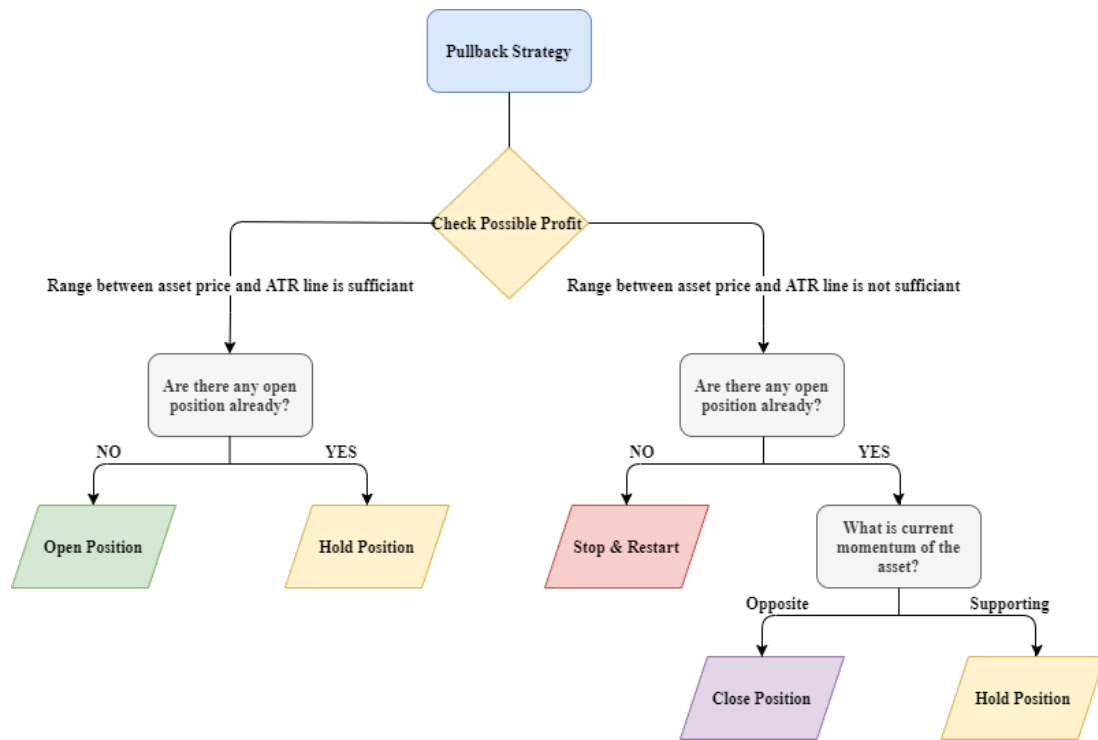 Pullback Strategy
Check Possible Profit
Range between asset price and ATR line is sufficiant
Range between asset price and ATR line is not sufficiant
Are there any open
position already?
Are there any open
position already?
NO
YES
NO
YES
Open Position
Hold Position
Stop & Restart
What is current
momentum of the
asset?
Opposite
Supporting
Close Position
Hold Position